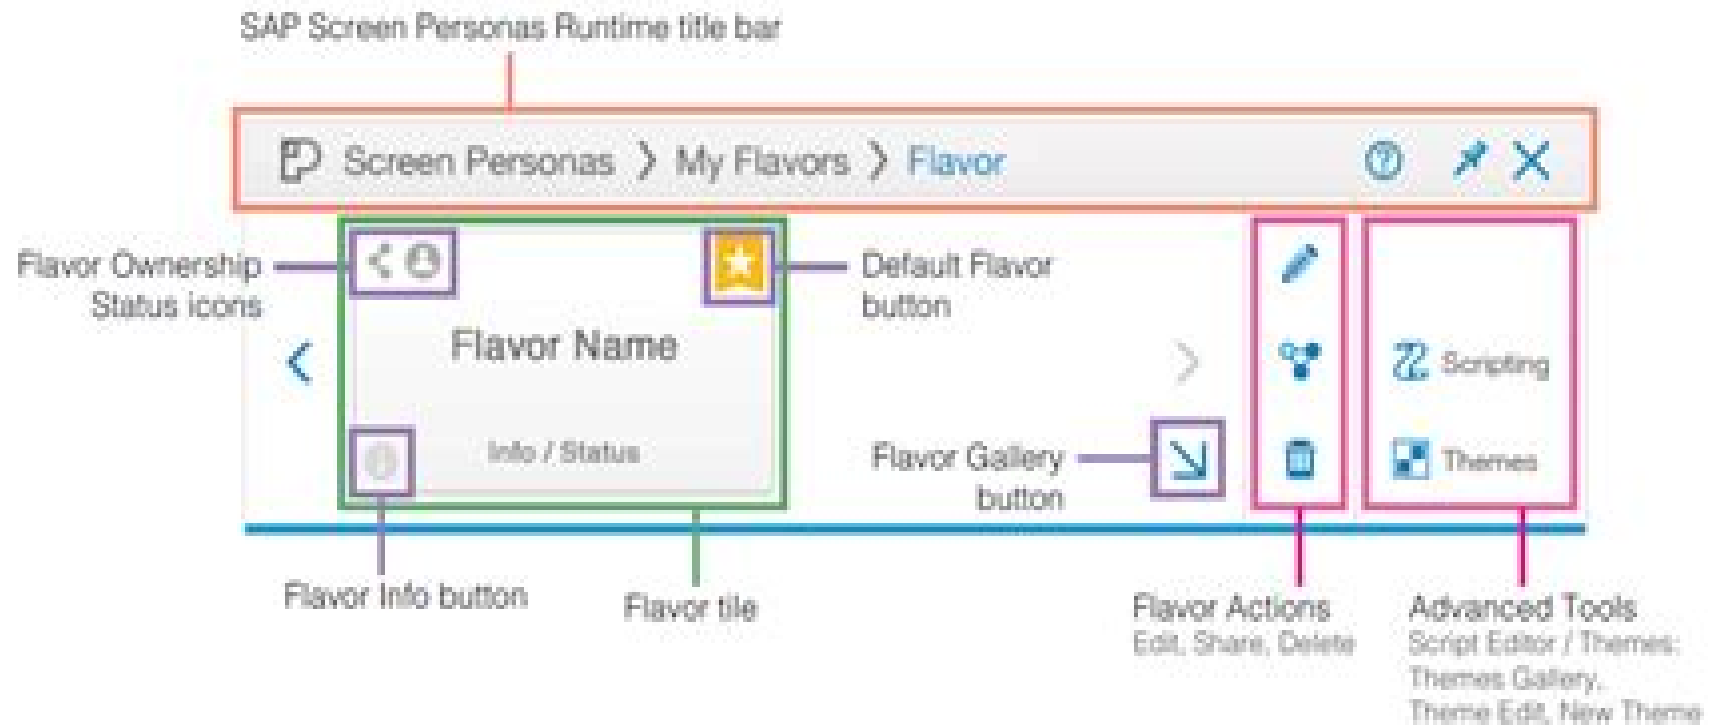 SAP Screen Personas Runtime title bar
Screen Personas > My Flavors > Flavor
Flavor Ownership
Status icons
Default Flavor
button
Flavor Name
Scripting
Info / Status
Flavor Gallery
button
Themes
Flavor Info button
Flavor tile
Flavor Actions
Edit, Share, Delete
Advanced Tools
Script Editor / Themes:
Themes Gallery,
Theme Edit, New Theme